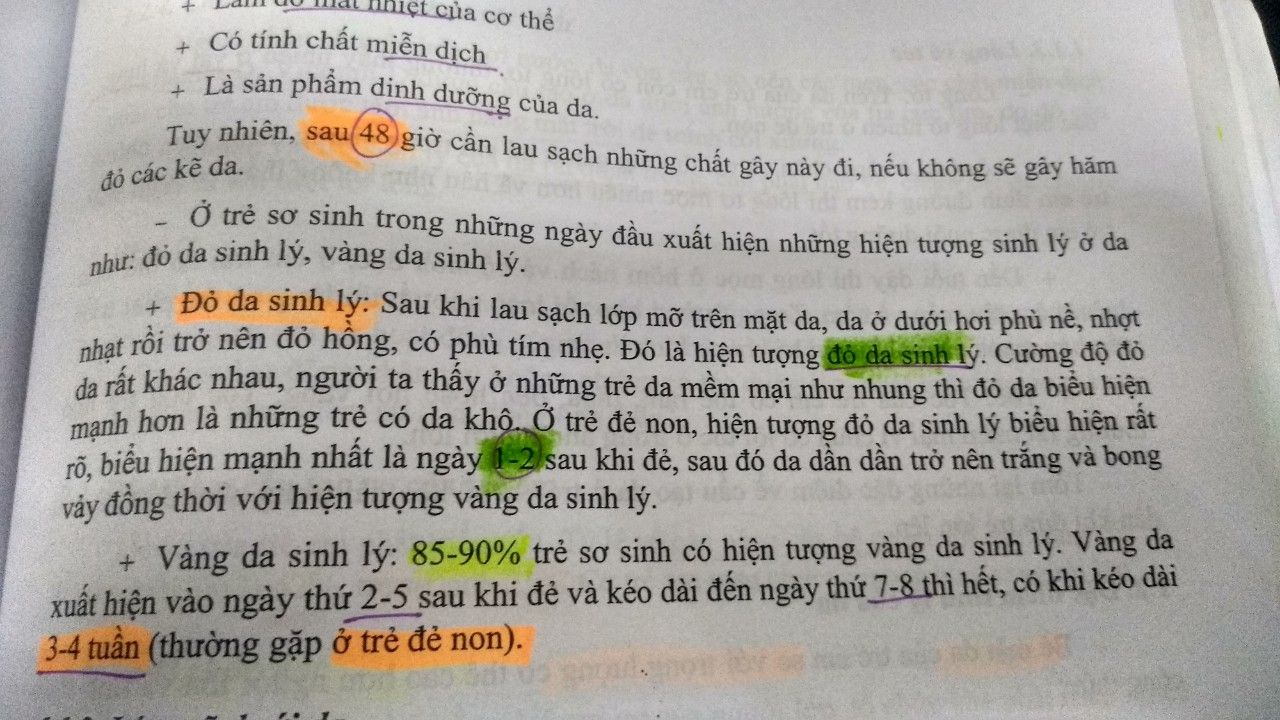 + Làm đỡ mất nhiệt của cơ thể
+ Có tính chất miễn dịch
+ Là sản phẩm dinh dưỡng của da.
Tuy nhiên, sau 48 giờ cần lau sạch những chất gây này đi, nếu không sẽ gây hăm
đỏ các kẽ da.
– Ở trẻ sơ sinh trong những ngày đầu xuất hiện những hiện tượng sinh lý ở da
như: đỏ da sinh lý, vàng da sinh lý.
+ Đỏ da sinh lý: Sau khi lau sạch lớp mỡ trên mặt da, da ở dưới hơi phù nề, nhợt
nhạt rồi trở nên đỏ hồng, có phù tím nhẹ. Đó là hiện tượng đỏ da sinh lý. Cường độ đỏ
da rất khác nhau, người ta thấy ở những trẻ da mềm mại như nhung thì đỏ da biểu hiện
mạnh hơn là những trẻ có da khô. Ở trẻ đẻ non, hiện tượng đỏ da sinh lý biểu hiện rất
rõ, biểu hiện mạnh nhất là ngày 1-2 sau khi đẻ, sau đó da dần dần trở nên trắng và bong
vảy đồng thời với hiện tượng vàng da sinh lý.
+ Vàng da sinh lý: 85-90% trẻ sơ sinh có hiện tượng vàng da sinh lý. Vàng da
xuất hiện vào ngày thứ 2-5 sau khi đẻ và kéo dài đến ngày thứ 7-8 thì hết, có khi kéo dài
3-4 tuần (thường gặp ở trẻ đẻ non).